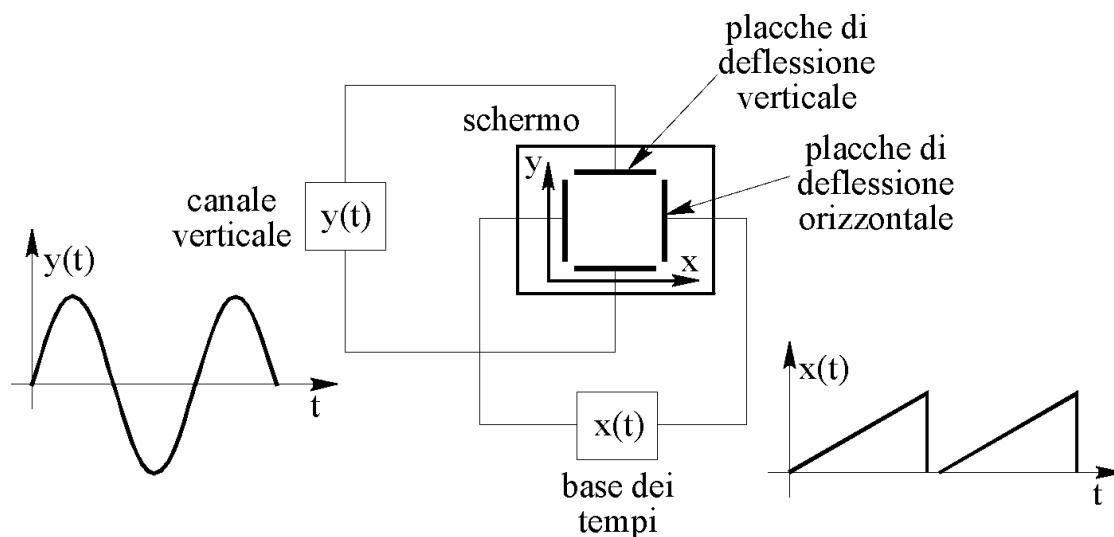 placche di
deflessione
verticale
schermo
placche di
deflessione
orizzontale
y
x
canale
verticale
y(t)
y(t)
t
x(t)
base dei
tempi
x(t)
t